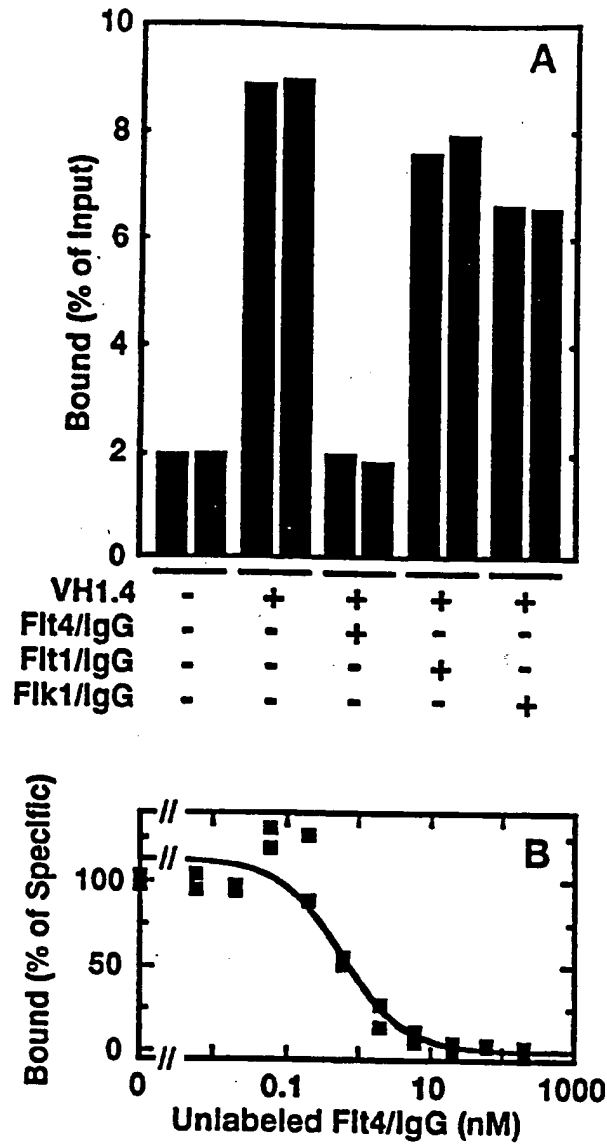 A
10
8
6
4
2
0
Bound (% of Input)
VH1.4 - + + + +
Flt4/IgG - - + - -
Flt1/IgG - - - + -
Flk1/IgG - - - - +
B
100
50
0
Bound (% of Specific)
0 0.1 10 1000
Unlabeled Flt4/IgG (nM)